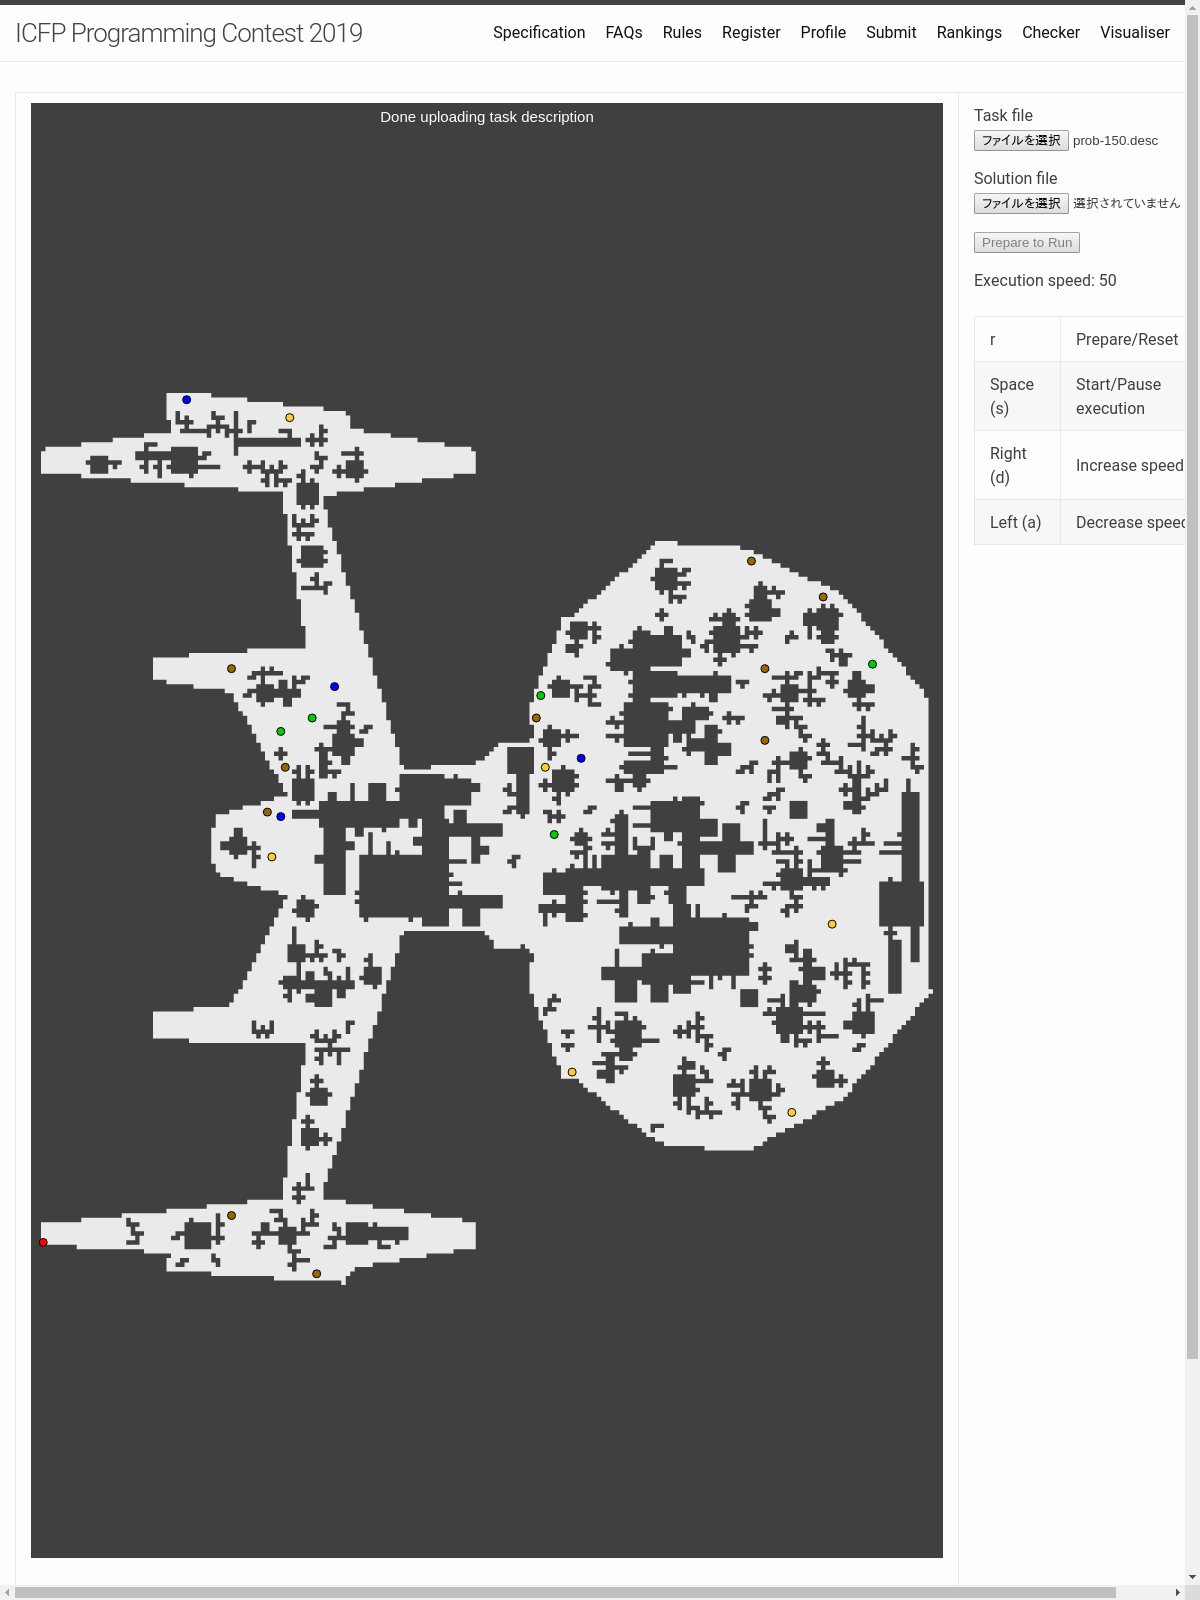 ICFP Programming Contest 2019
Specification FAQs Rules Register Profile Submit Rankings Checker Visualiser
Done uploading task description
Task file
ファイルを選択 prob-150.desc
Solution file
ファイルを選択 選択されていません
Prepare to Run
Execution speed: 50
r Prepare/Reset
Space (s) Start/Pause execution
Right (d) Increase speed
Left (a) Decrease speed